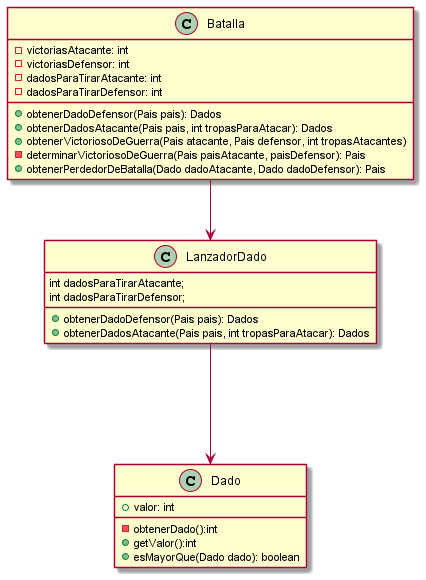 C Batalla
victoriasAtacante: int
victoriasDefensor: int
dadosParaTirarAtacante: int
dadosParaTirarDefensor: int
obtenerDadoDefensor(Pais pais): Dados
obtenerDadosAtacante(Pais pais, int tropasParaAtacar): Dados
obtenerVictoriosoDeGuerra(Pais atacante, Pais defensor, int tropasAtacantes)
determinarVictoriosoDeGuerra(Pais paisAtacante, paisDefensor): Pais
obtenerPerdedorDeBatalla(Dado dadoAtacante, Dado dadoDefensor): Pais
C LanzadorDado
int dadosParaTirarAtacante;
int dadosParaTirarDefensor;
obtenerDadoDefensor(Pais pais): Dados
obtenerDadosAtacante(Pais pais, int tropasParaAtacar): Dados
C Dado
valor: int
obtenerDado():int
getValor():int
esMayorQue(Dado dado): boolean